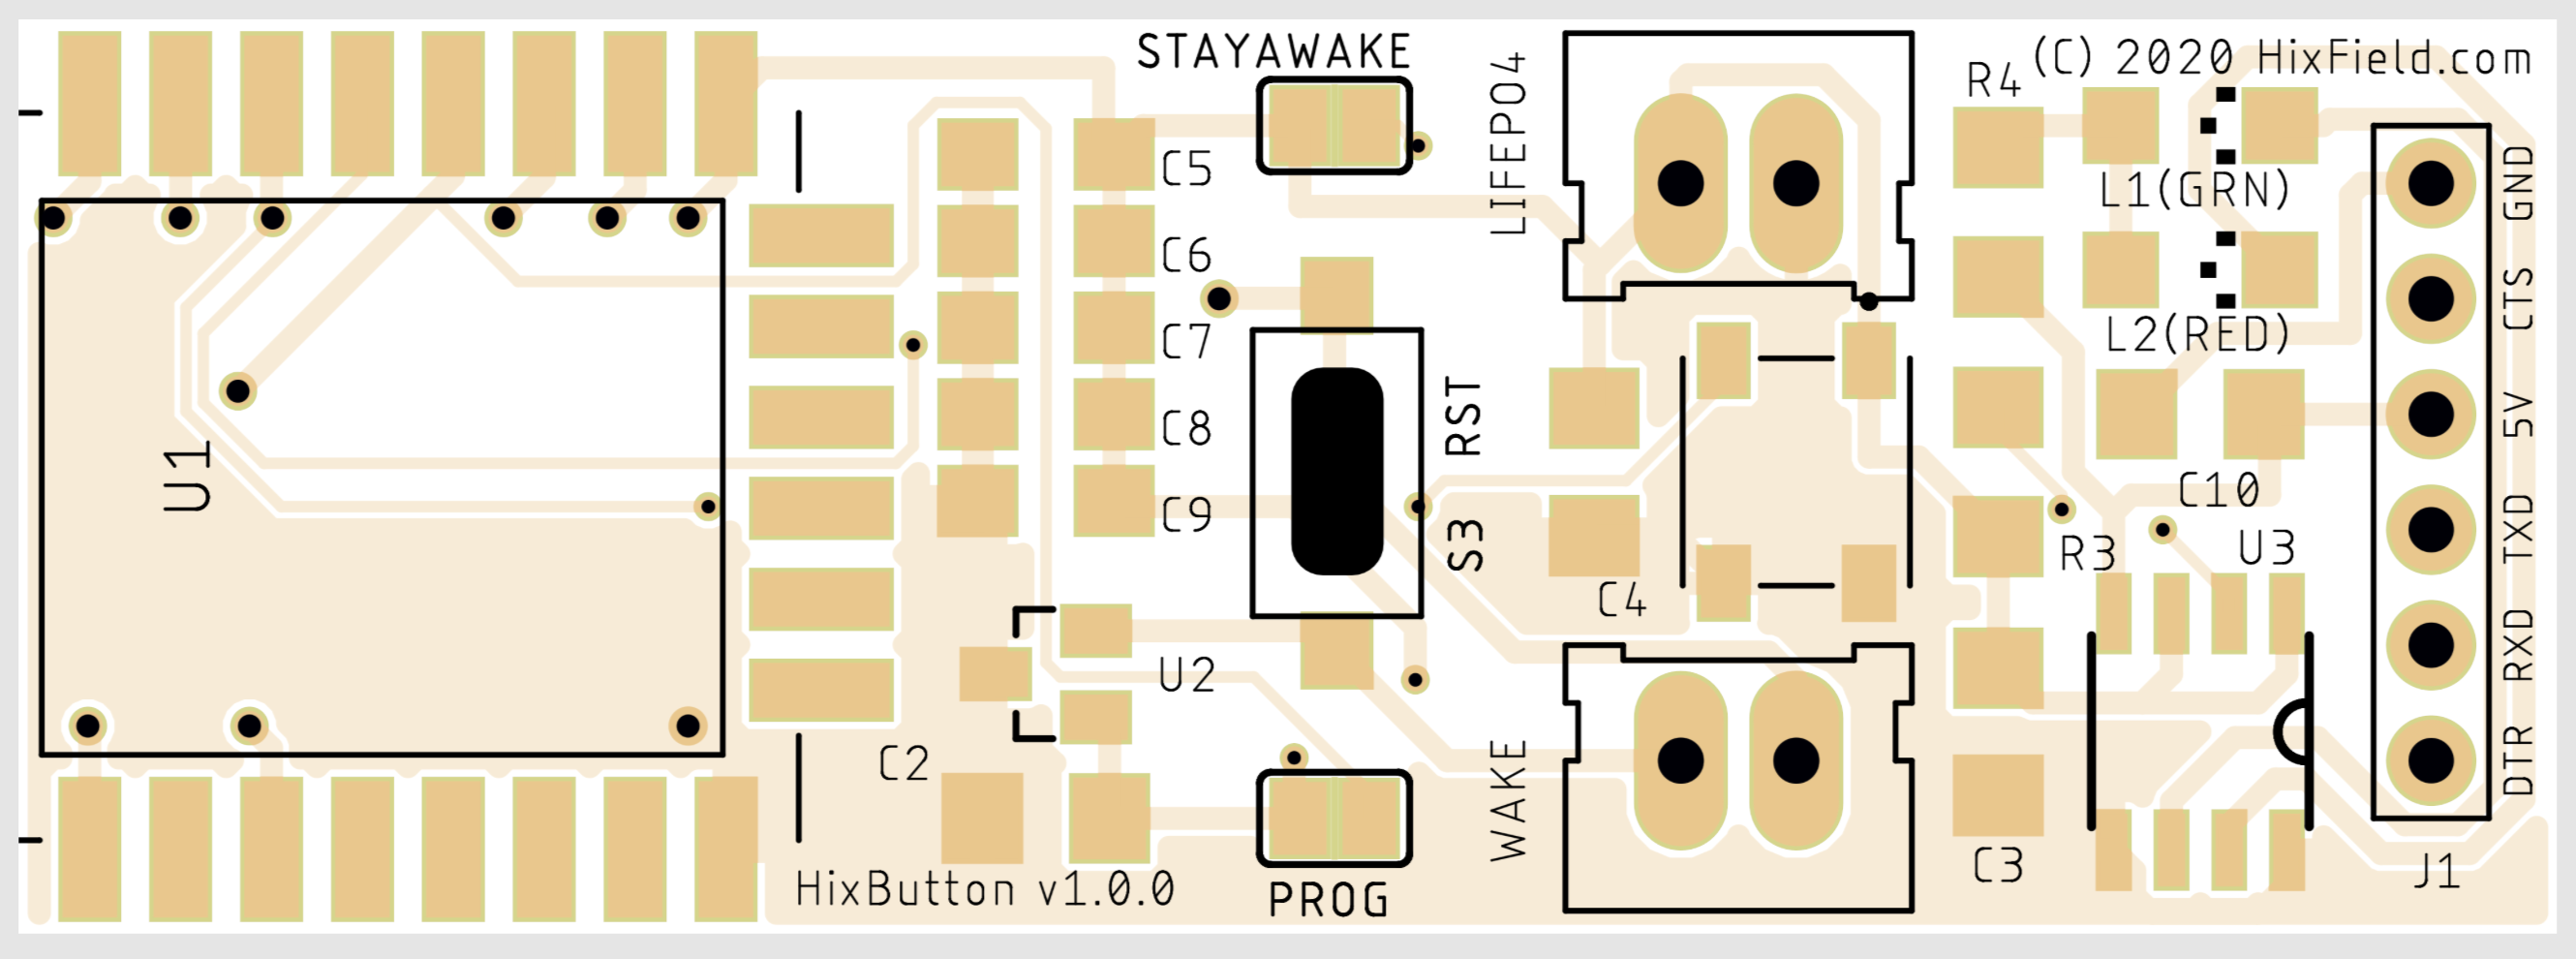 STAYAWAKE
LIFEPO4
R4
(C) 2020 HixField.com
C5
L1(GRN)
GND
C6
CTS
C7
L2(RED)
U1
C8
RST
5V
C9
S3
C10
R3
U3
TXD
C4
RXD
U2
C2
WAKE
DTR
HixButton v1.0.0
PROG
C3
J1